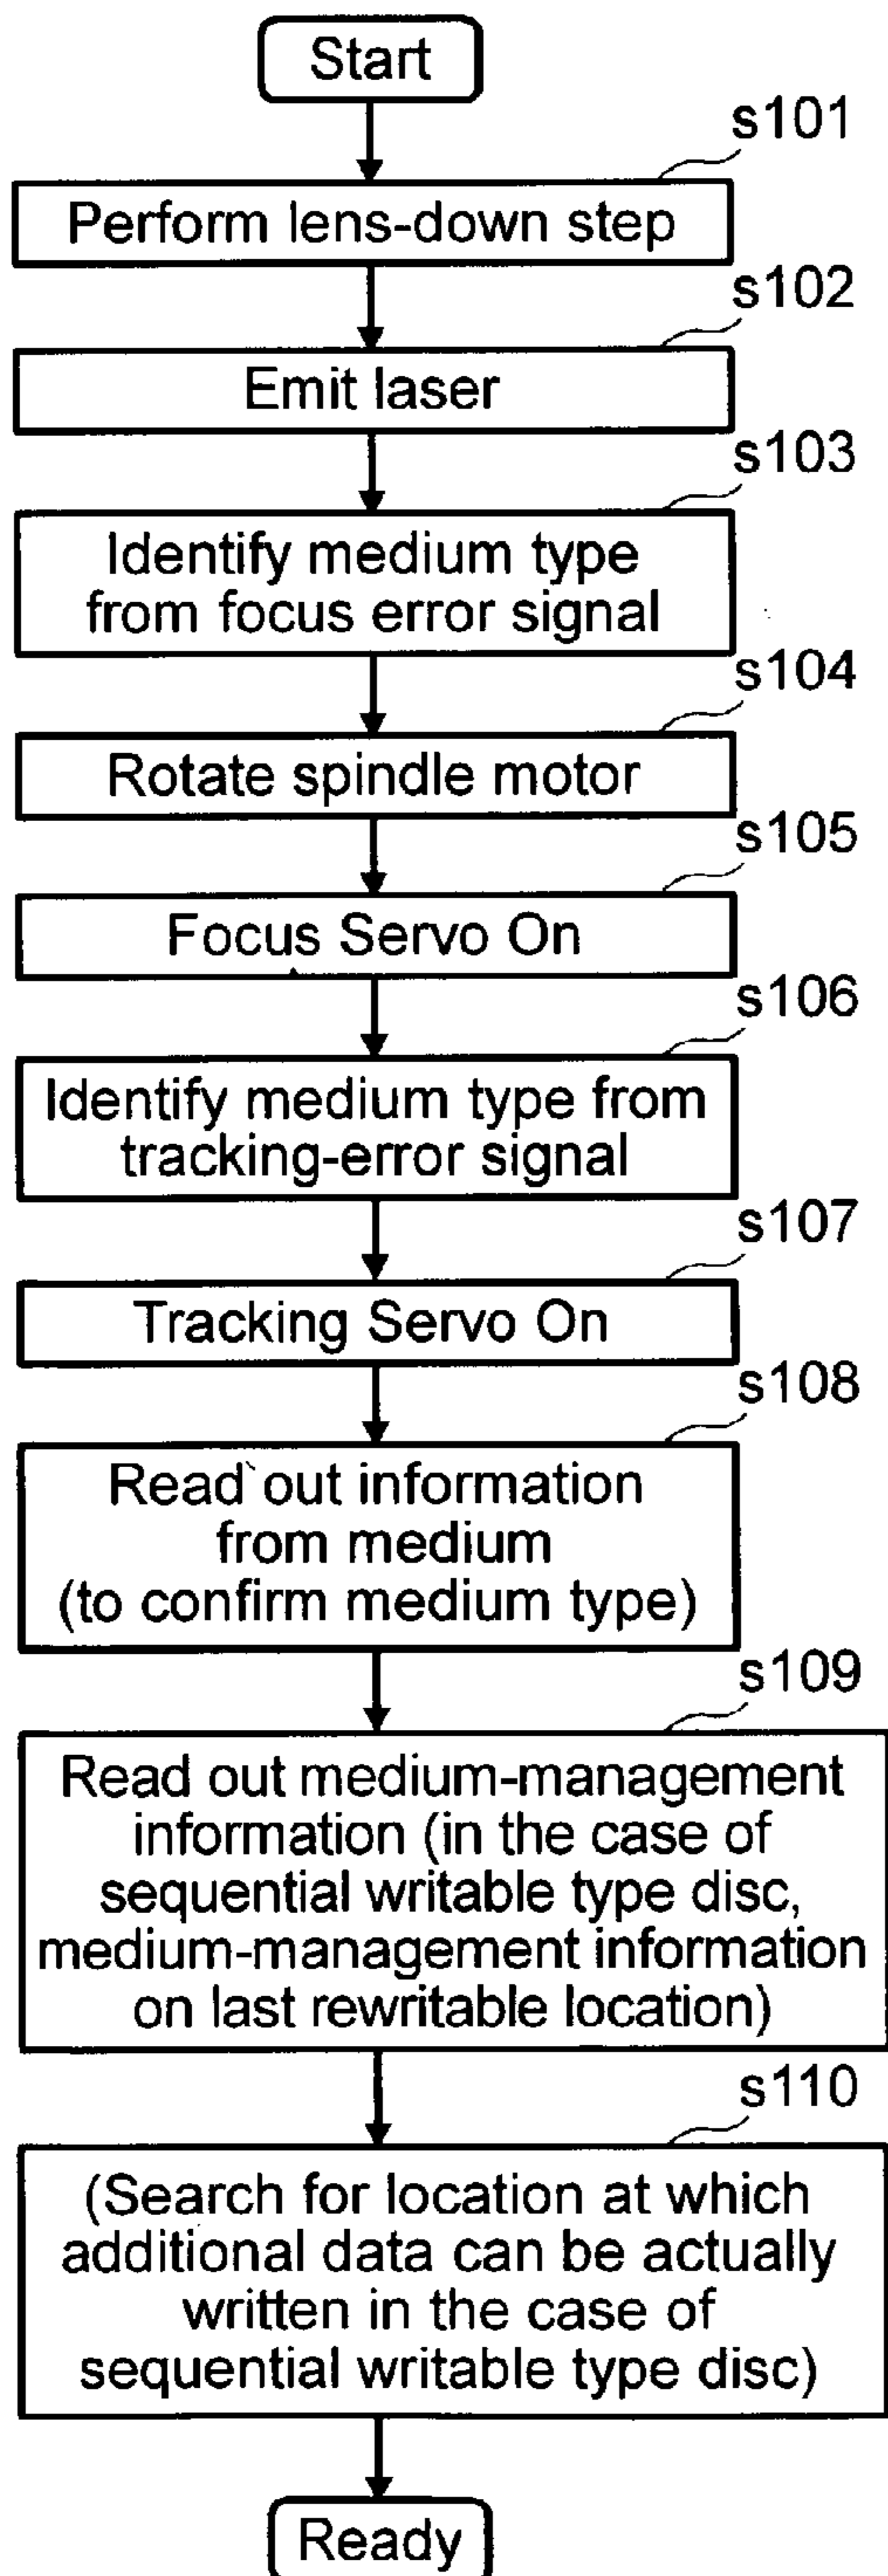 Start
s101
Perform lens-down step
s102
Emit laser
s103
Identify medium type
from focus error signal
s104
Rotate spindle motor
s105
Focus Servo On
s106
Identify medium type from
tracking-error signal
s107
Tracking Servo On
s108
Read out information
from medium
(to confirm medium type)
s109
Read out medium-management
information (in the case of
sequential writable type disc,
medium-management information
on last rewritable location)
s110
(Search for location at which
additional data can be actually
written in the case of
sequential writable type disc)
Ready